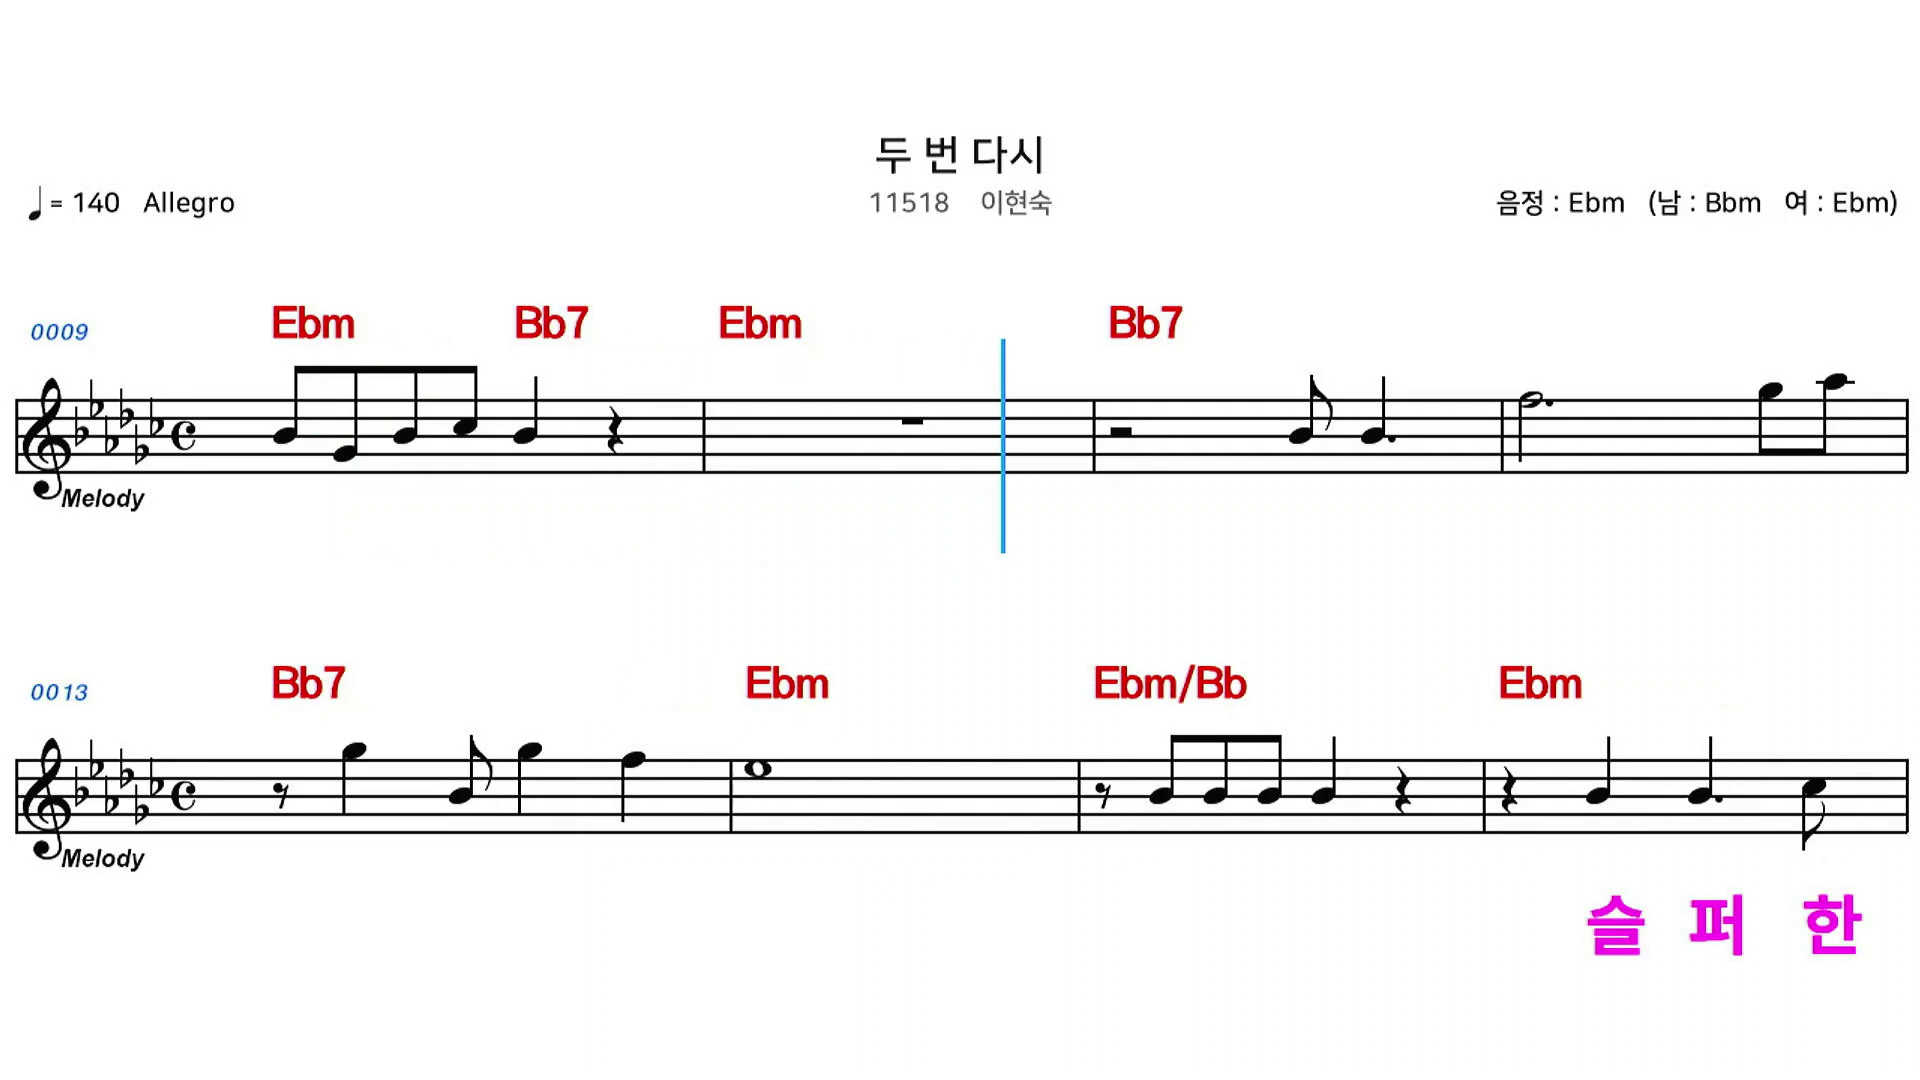 두 번 다시
♩= 140 Allegro
11518 이현숙
음정 : Ebm (남 : Bbm 여 : Ebm)
0009 Ebm Bb7 Ebm Bb7
Melody
0013 Bb7 Ebm Ebm/Bb Ebm
Melody
슬 퍼 한